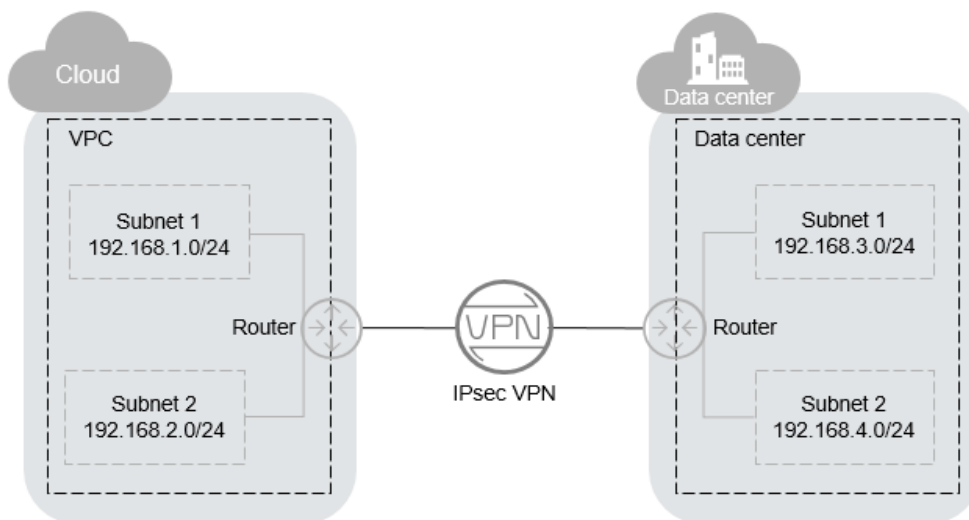 Cloud
VPC
Subnet 1
192.168.1.0/24
Router
Subnet 2
192.168.2.0/24
VPN
IPsec VPN
Data center
Data center
Subnet 1
192.168.3.0/24
Router
Subnet 2
192.168.4.0/24